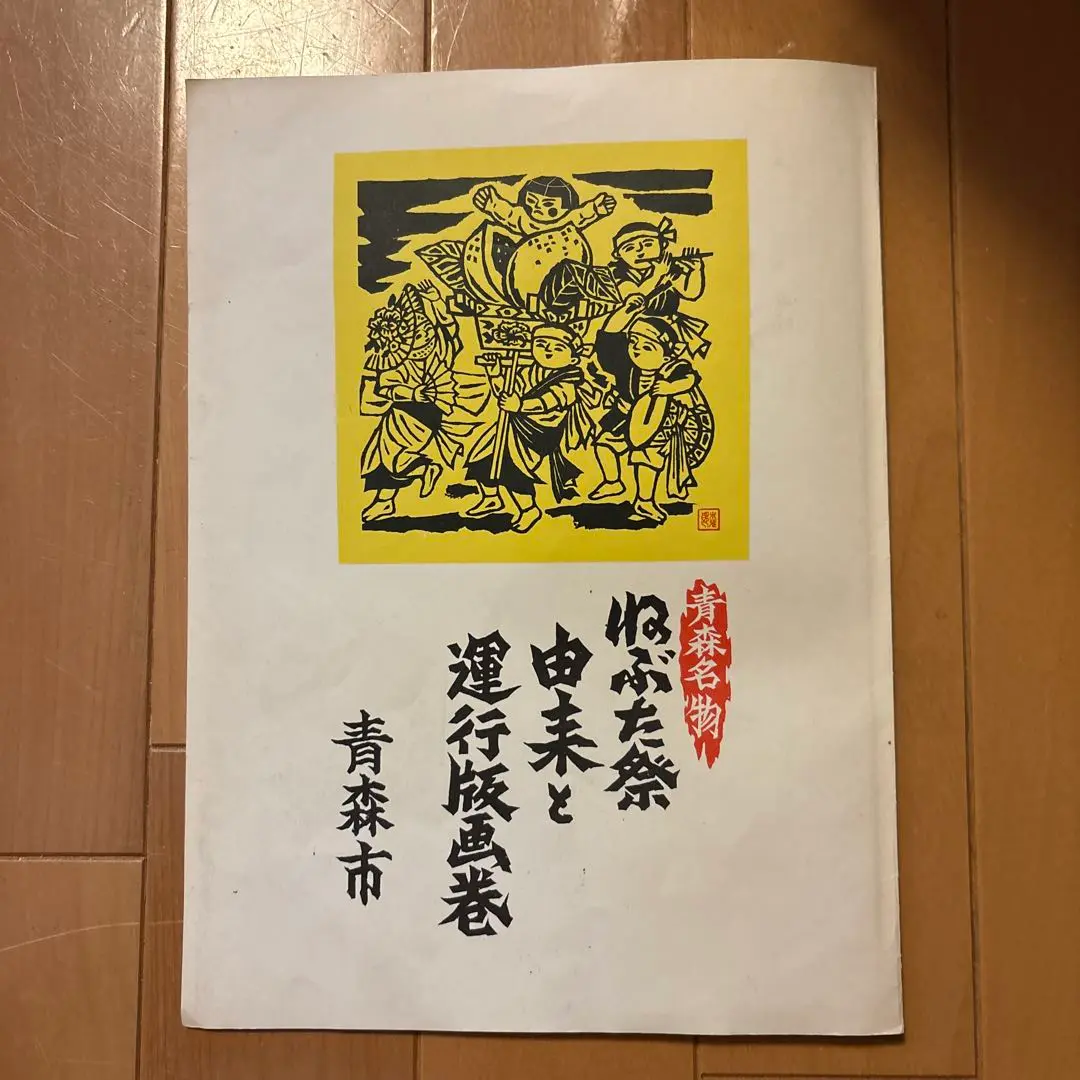 青森名物
ねぶた祭
由来と
運行版画巻
青森市